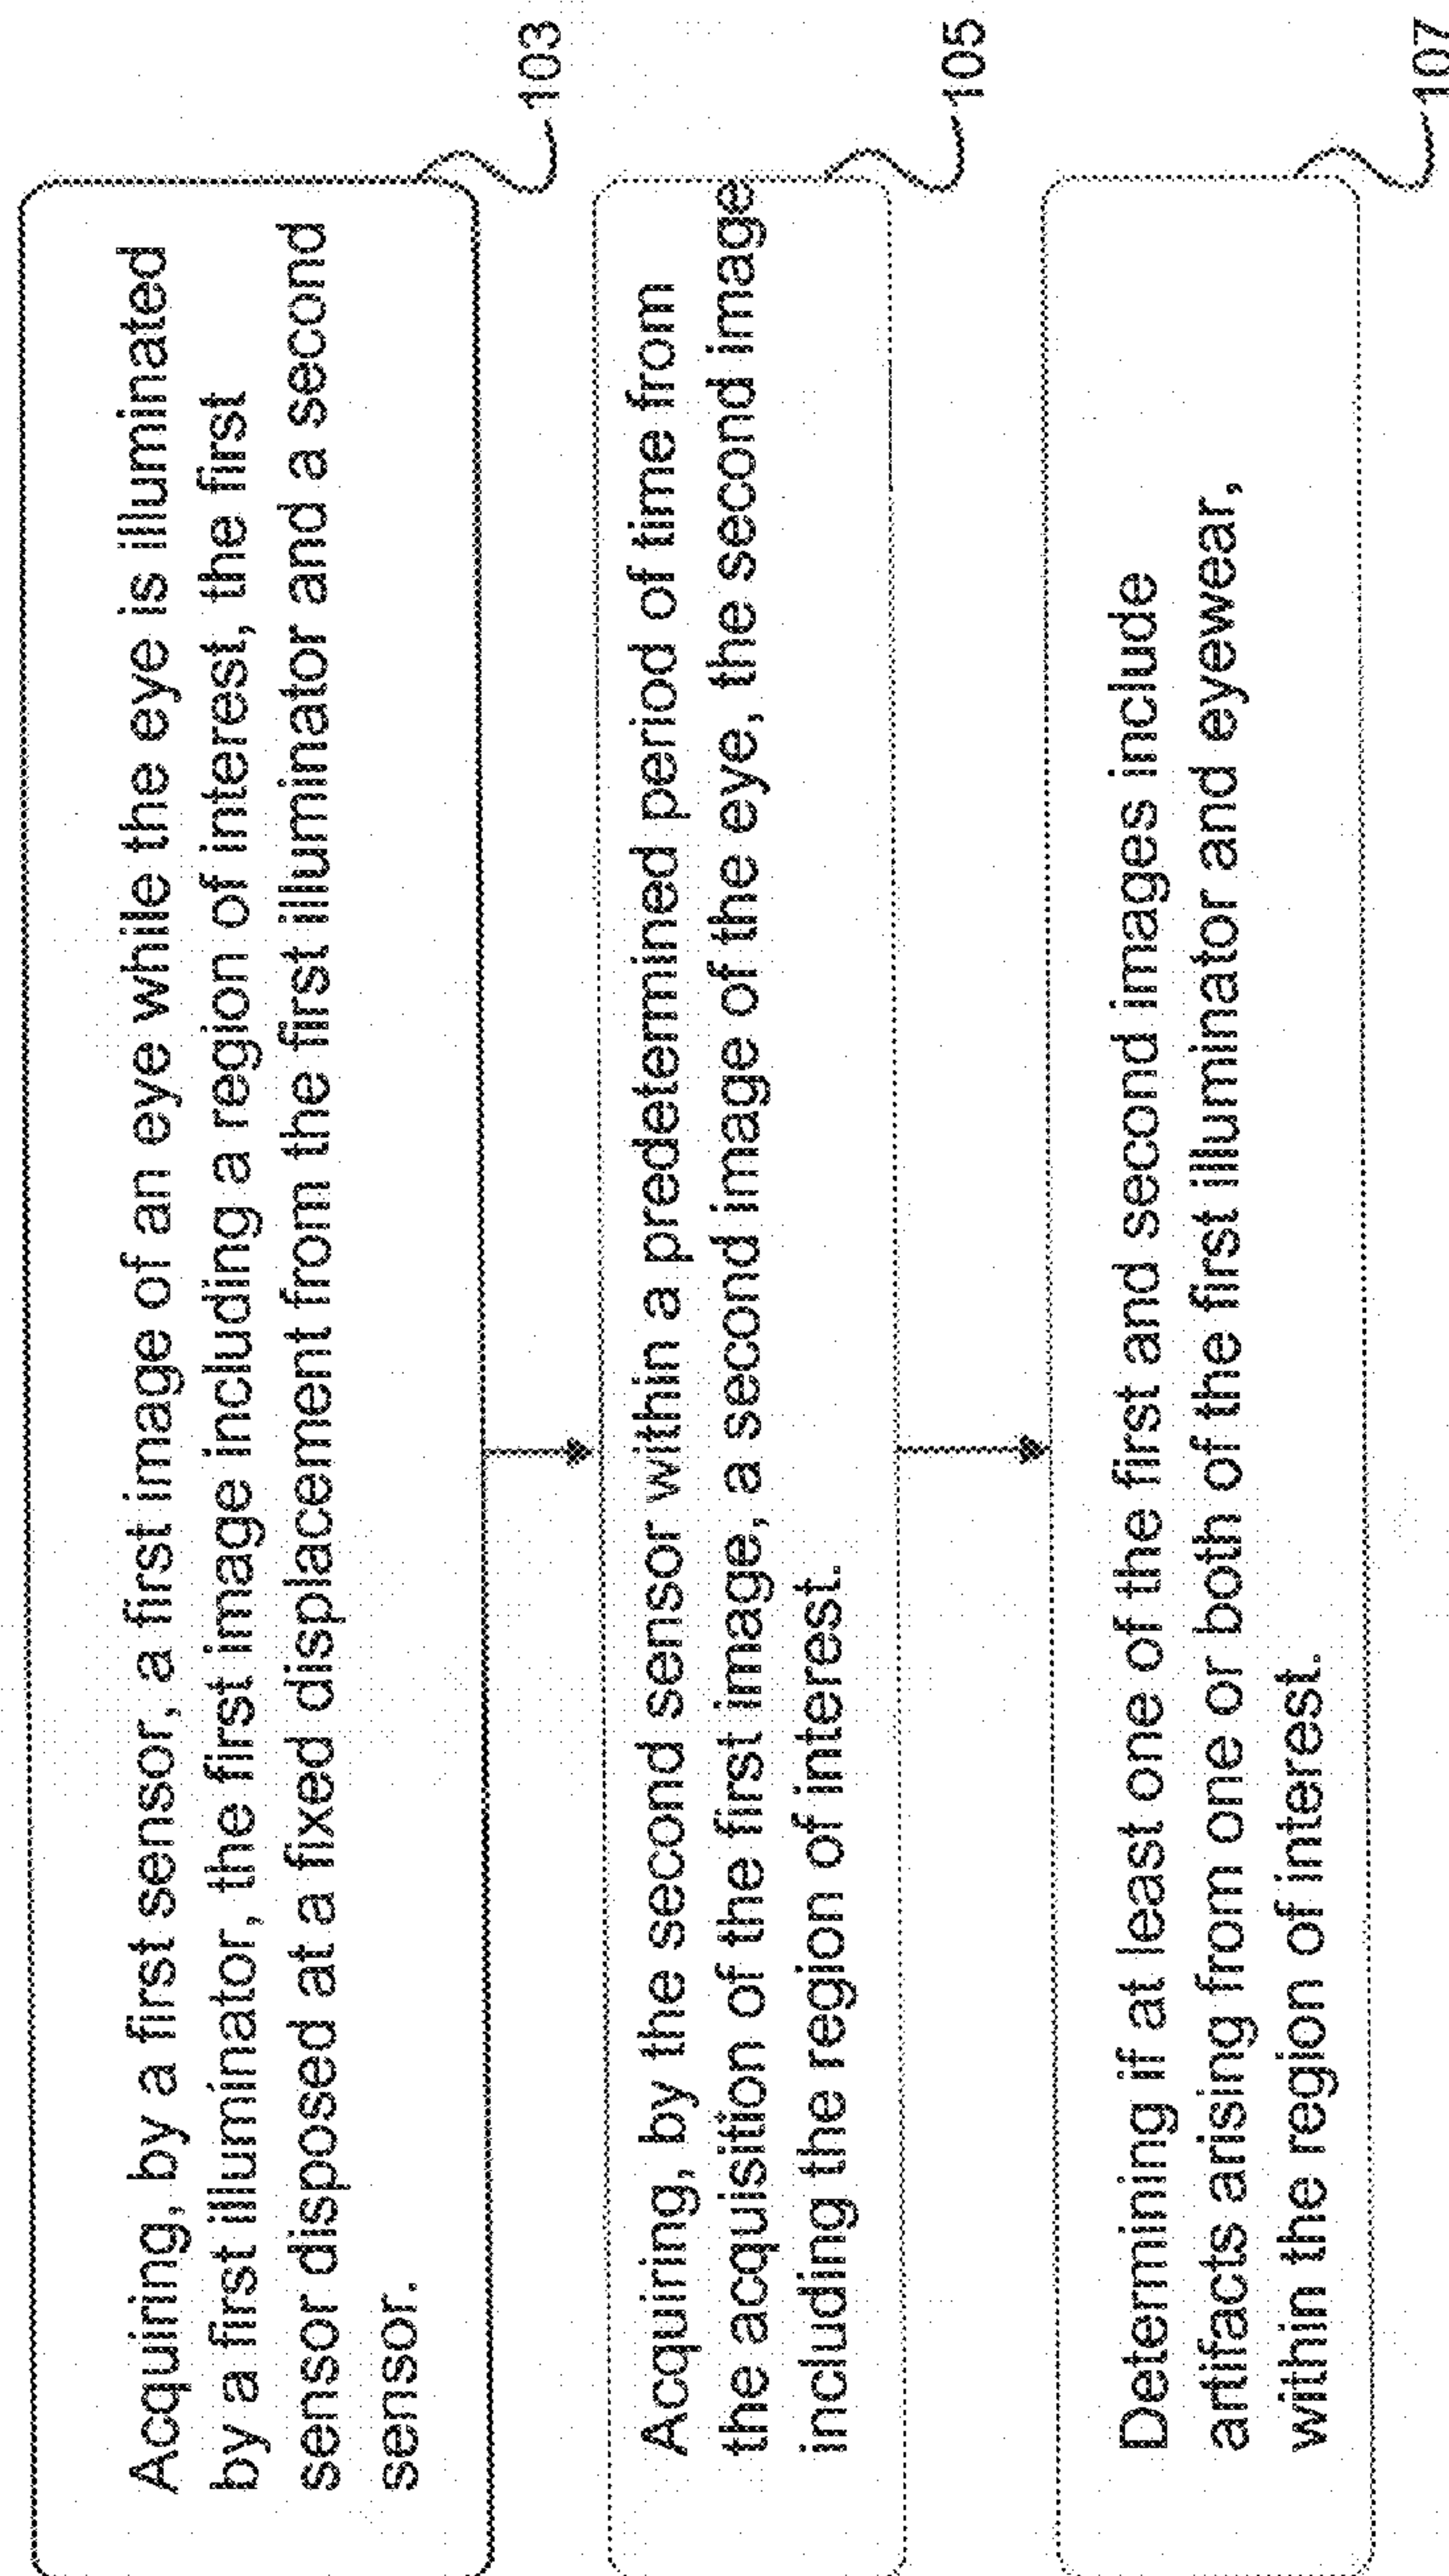 Acquiring, by a first sensor, a first image of an eye while the eye is illuminated
by a first illuminator, the first image including a region of interest, the first
sensor disposed at a fixed displacement from the first illuminator and a second
sensor.
103
Acquiring, by the second sensor within a predetermined period of time from
the acquisition of the first image, a second image of the eye, the second image
including the region of interest.
105
Determining if at least one of the first and second images include
artifacts arising from one or both of the first illuminator and eyewear,
within the region of interest.
107